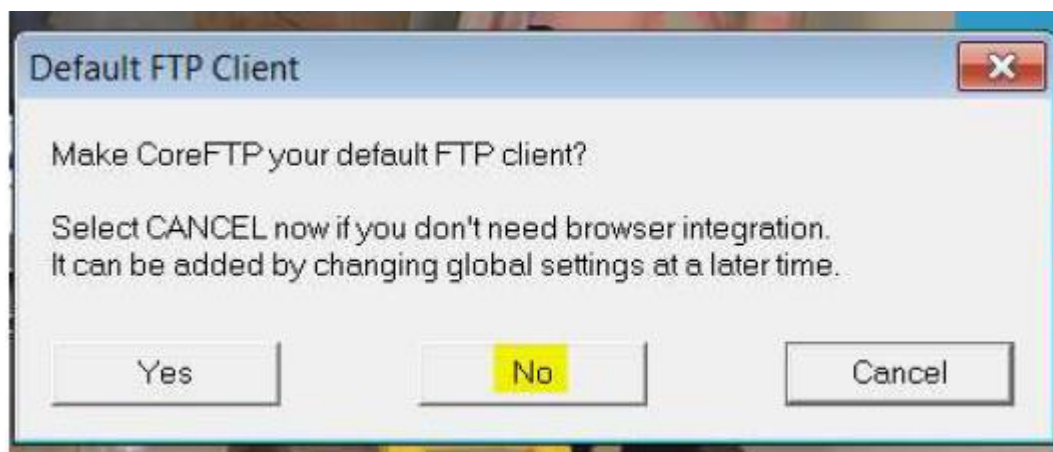 Default FTP Client
Make CoreFTP your default FTP client?
Select CANCEL now if you don't need browser integration.
It can be added by changing global settings at a later time.
Yes No Cancel